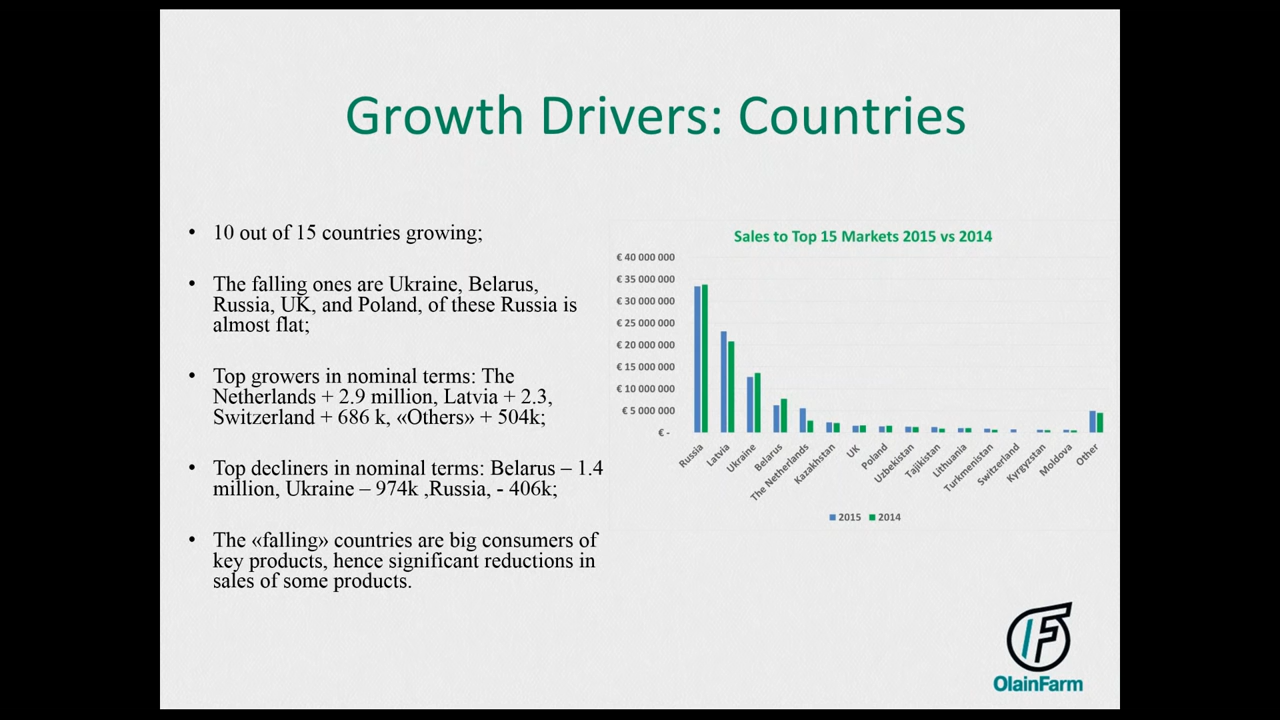 Growth Drivers: Countries
• 10 out of 15 countries growing;
• The falling ones are Ukraine, Belarus,
Russia, UK, and Poland, of these Russia is
almost flat;
• Top growers in nominal terms: The
Netherlands + 2.9 million, Latvia + 2.3,
Switzerland + 686 k, «Others» + 504k;
• Top decliners in nominal terms: Belarus – 1.4
million, Ukraine – 974k ,Russia, - 406k;
• The «falling» countries are big consumers of
key products, hence significant reductions in
sales of some products.
Sales to Top 15 Markets 2015 vs 2014
€ 40 000 000
€ 35 000 000
€ 30 000 000
€ 25 000 000
€ 20 000 000
€ 15 000 000
€ 10 000 000
€ 5 000 000
€ -
Russia
Latvia
Ukraine
Belarus
The Netherlands
Kazakhstan
UK
Poland
Uzbekistan
Tajikistan
Lithuania
Turkmenistan
Switzerland
Kyrgyzstan
Moldova
Other
2015 2014
OlainFarm